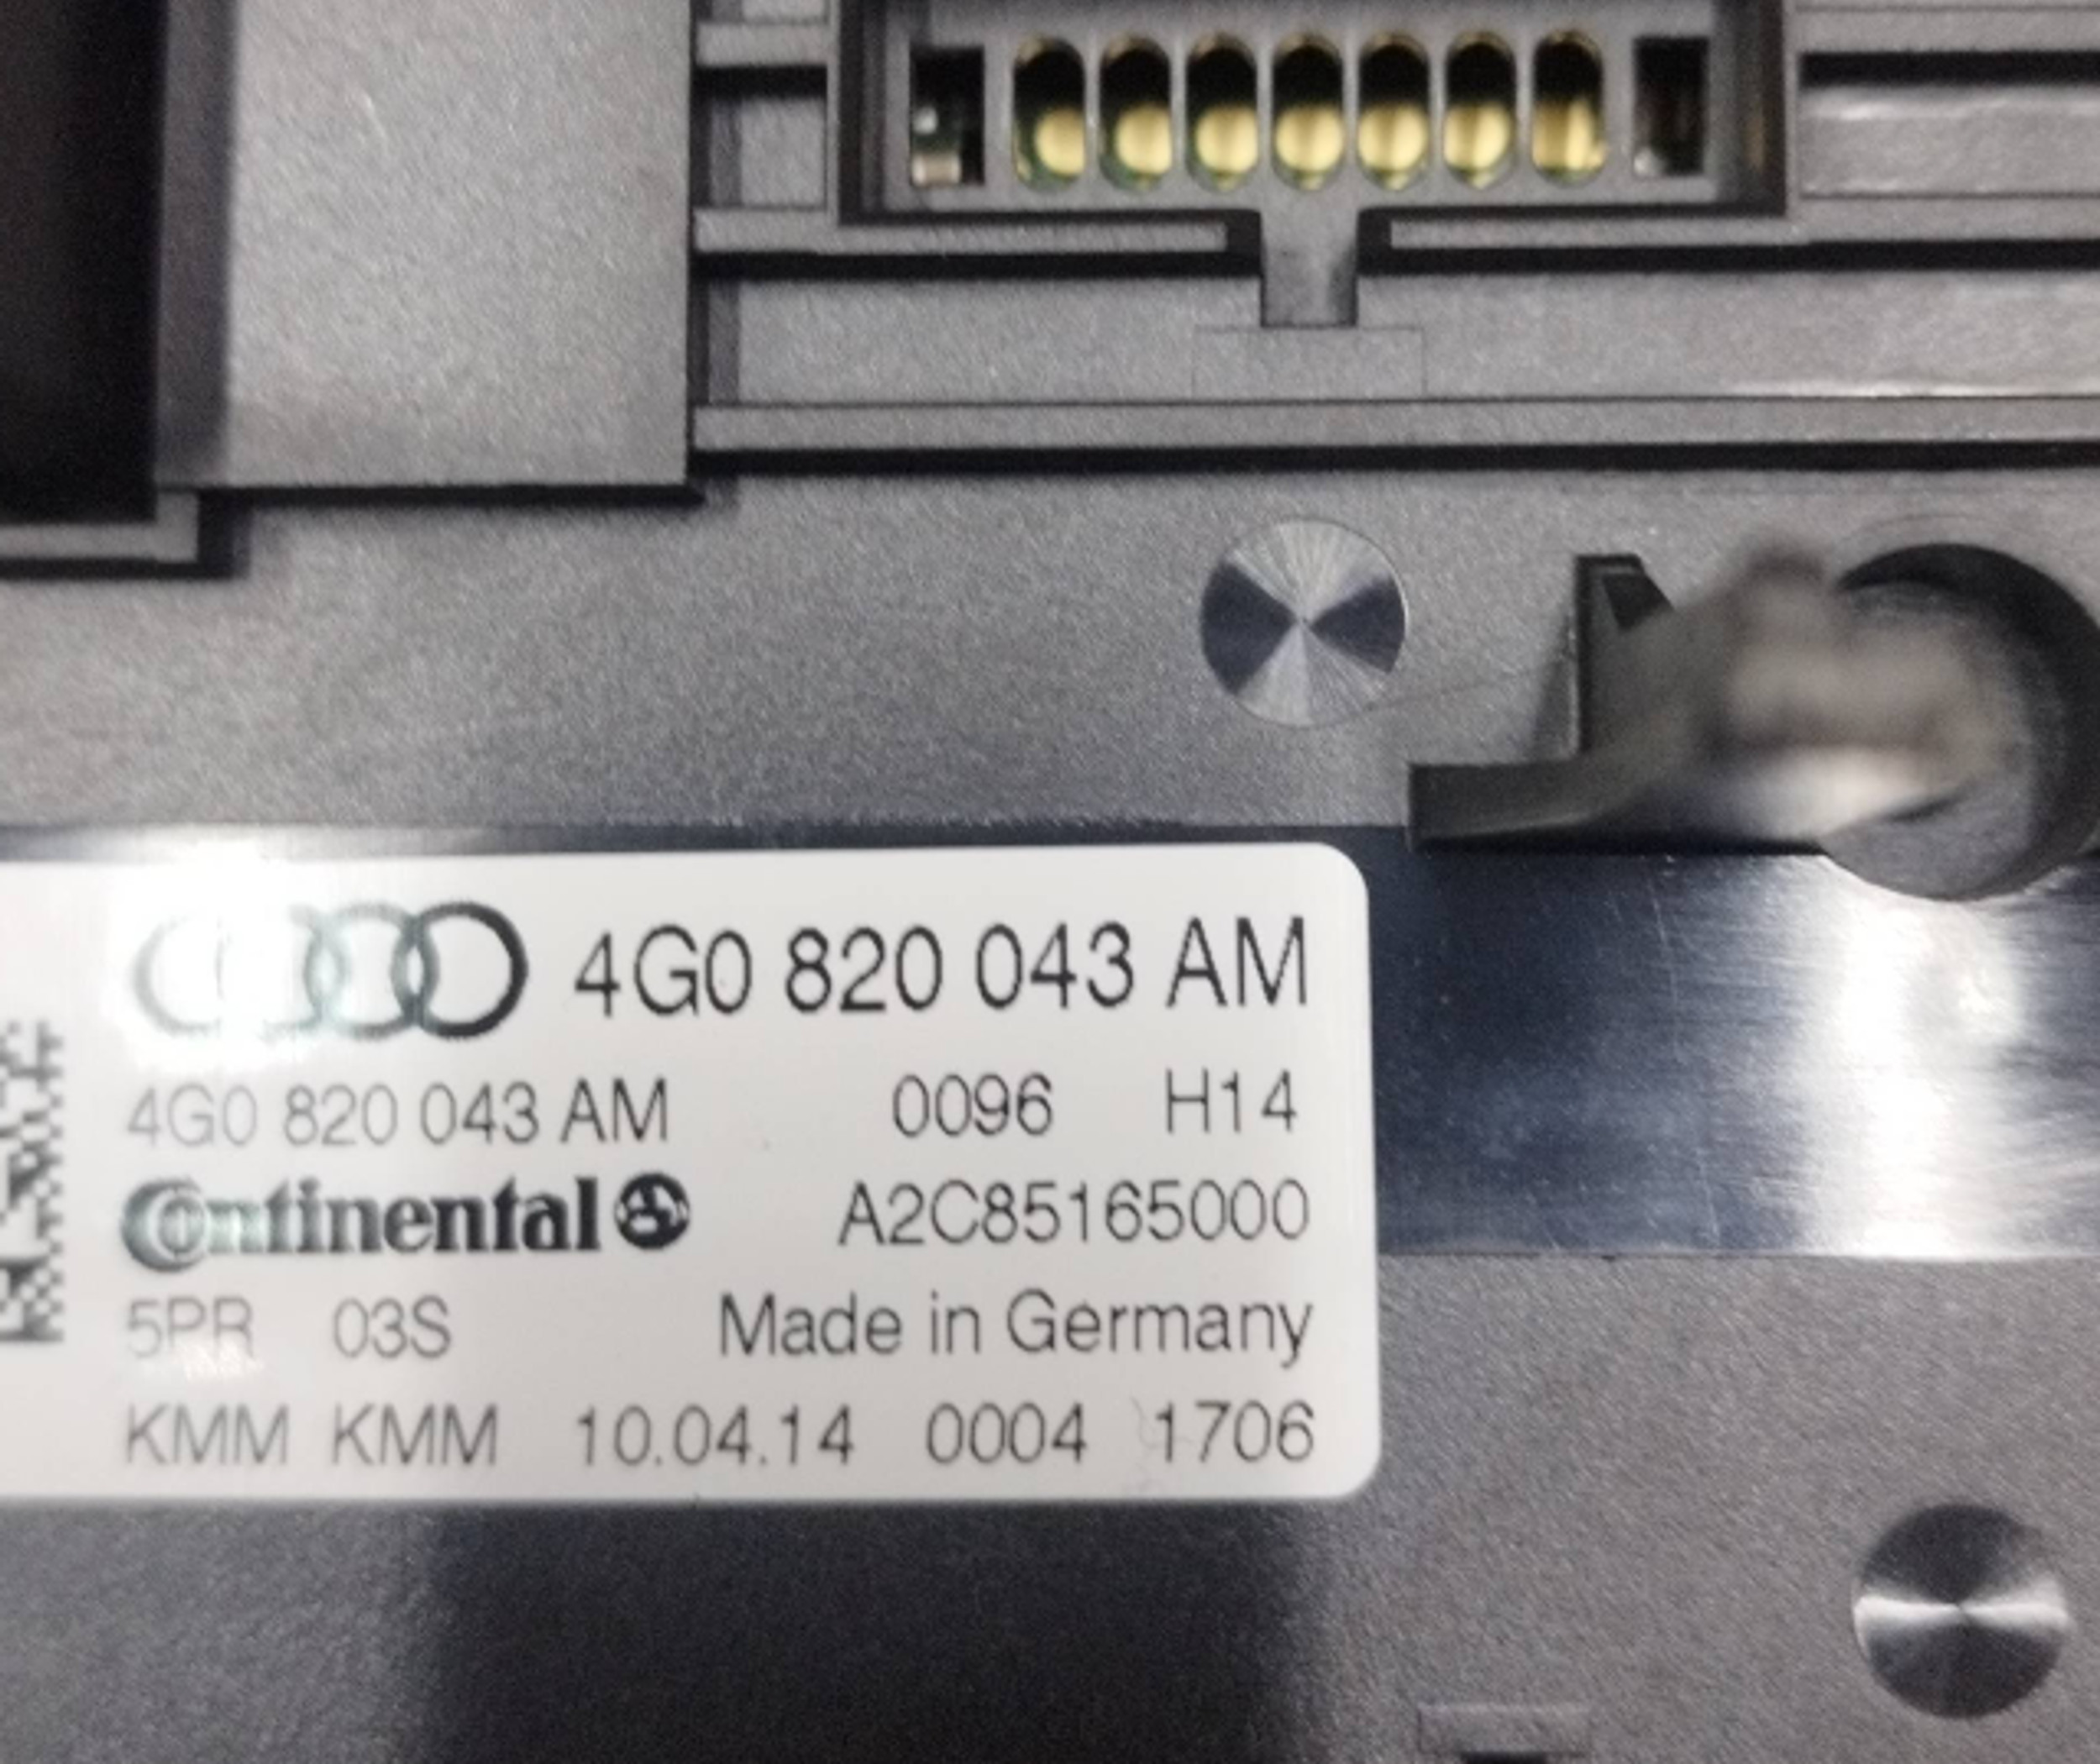 4G0 820 043 AM
4G0 820 043 AM 0096 H14
Continental A2C85165000
5PR 03S Made in Germany
KMM KMM 10.04.14 0004 1706